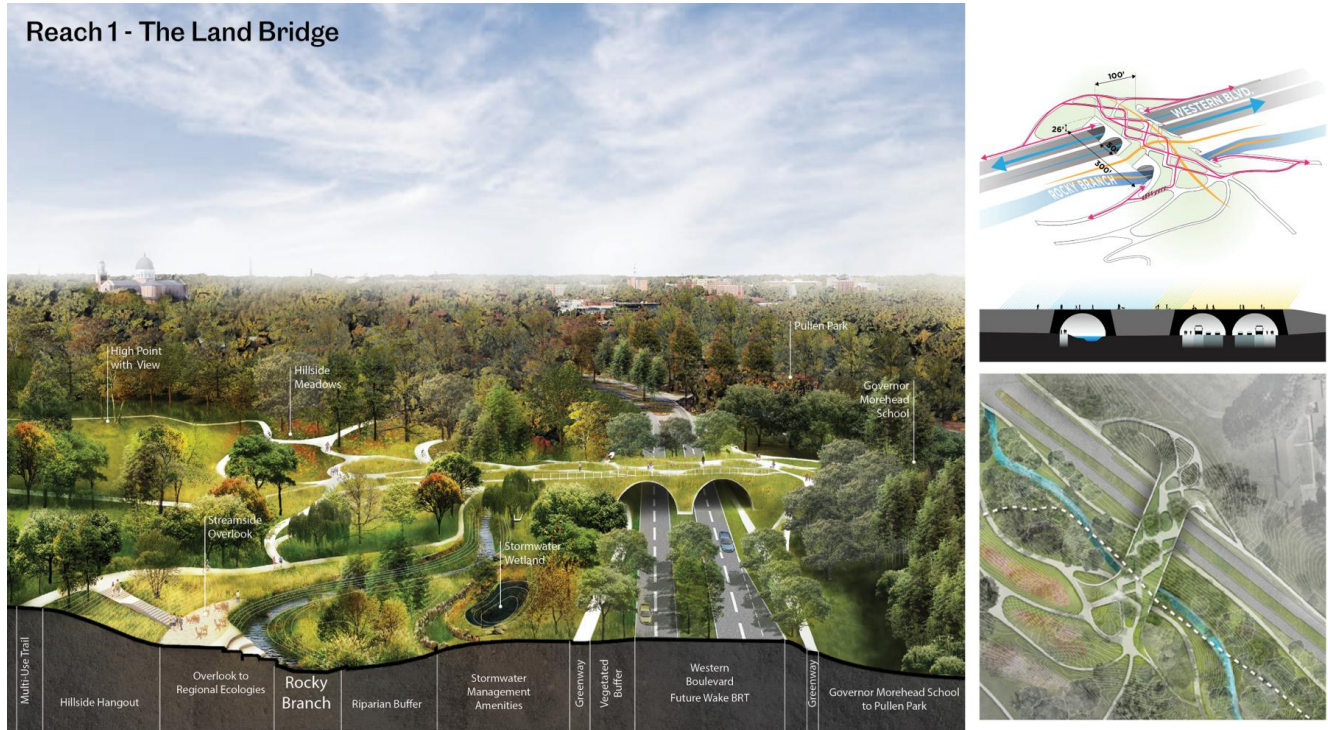 Reach 1 - The Land Bridge
High Point
with View
Hillside
Meadows
Pullen Park
Governor
Morehead
School
Streamside
Overlook
Stormwater
Wetland
Multi-Use Trail
Hillside Hangout
Overlook to
Regional Ecologies
Rocky
Branch
Riparian Buffer
Stormwater
Management
Amenities
Greenway
Vegetated
Buffer
Western
Boulevard
Future Wake BRT
Greenway
Governor Morehead School
to Pullen Park
100'
WESTERN BLVD.
26'
50'
300'
ROCKY BRANCH